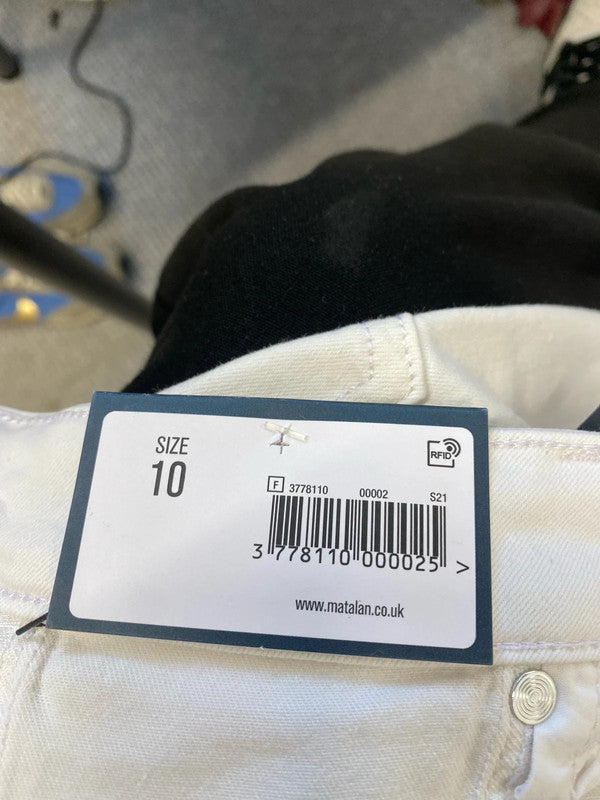 SIZE
10
RFID
F 3778110 00002 S21
3 778110 000025 >
www.matalan.co.uk